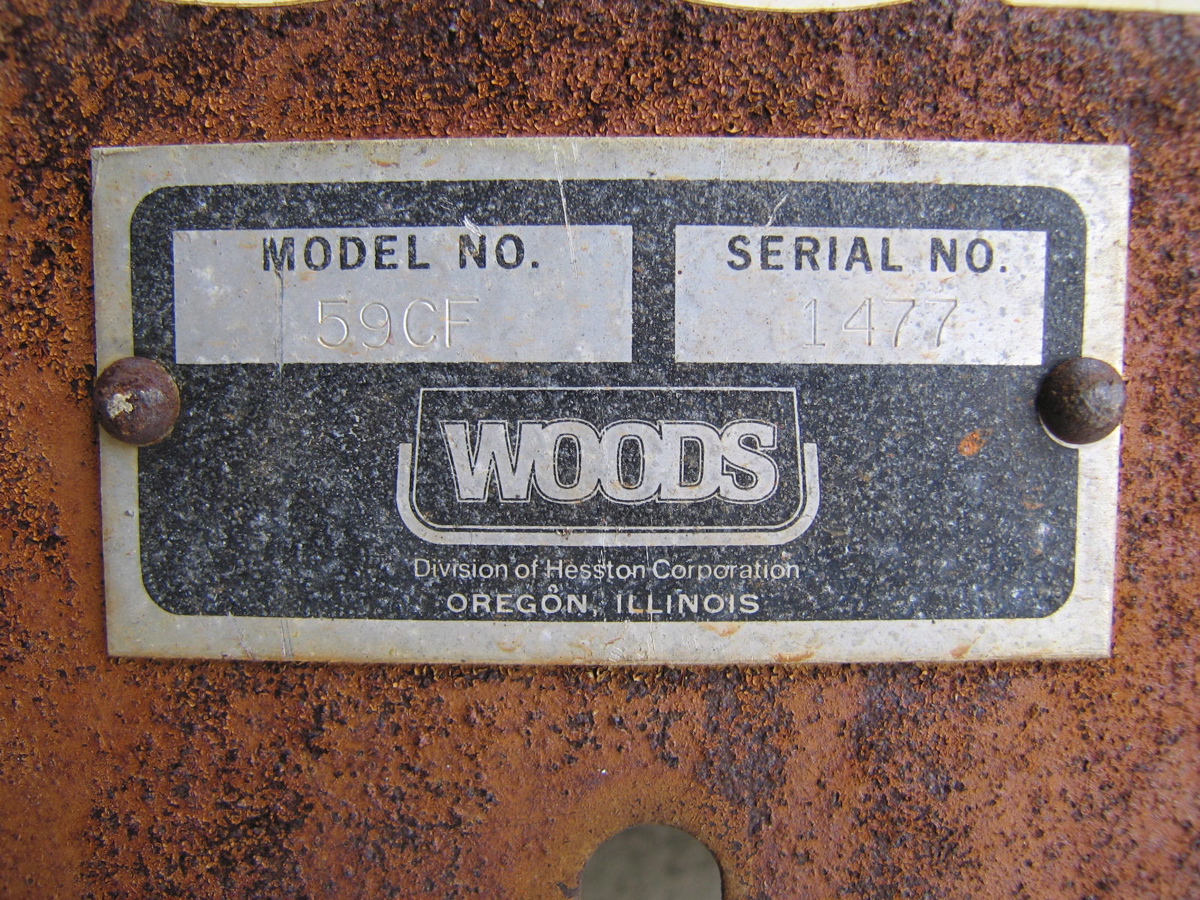 MODEL NO.
59CF
SERIAL NO.
1477
WOODS
Division of Hesston Corporation
OREGON, ILLINOIS